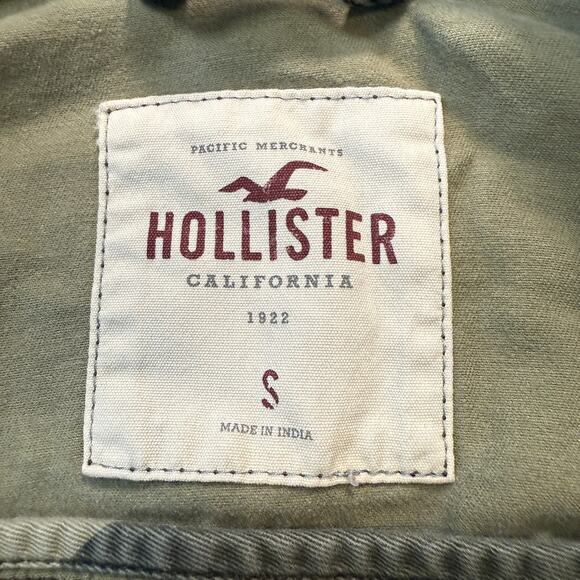 PACIFIC MERCHANTS
HOLLISTER
CALIFORNIA
1922
S
MADE IN INDIA